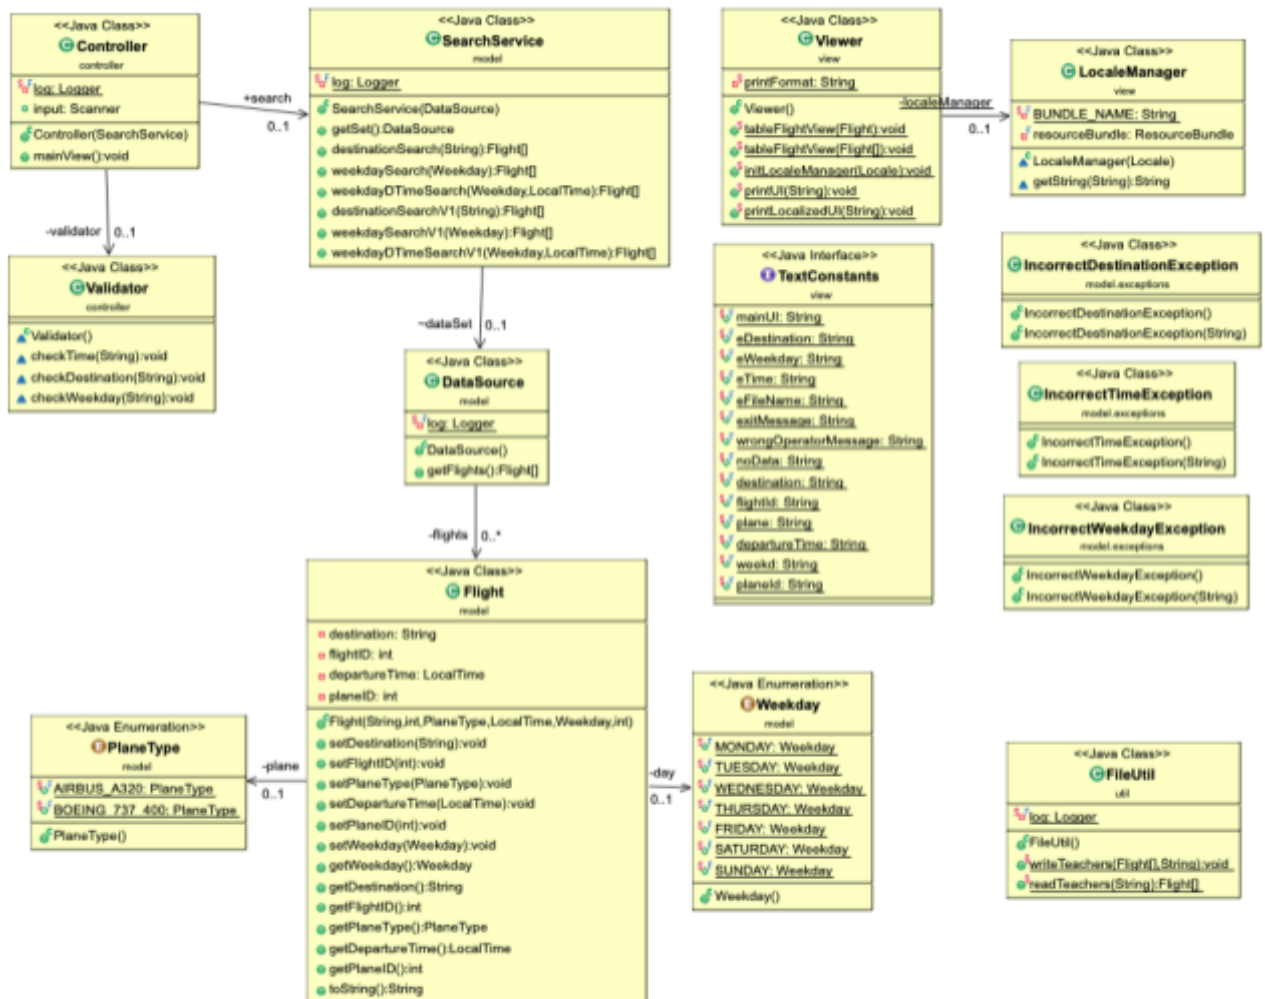 <<Java Class>>
Controller
controller
log: Logger
input: Scanner
Controller(SearchService)
mainView():void
+search
0..1
-validator
0..1
<<Java Class>>
SearchService
model
log: Logger
SearchService(DataSource)
getSet():DataSource
destinationSearch(String):Flight[]
weekdaySearch(Weekday):Flight[]
weekdayDTimeSearch(Weekday,LocalTime):Flight[]
destinationSearchV1(String):Flight[]
weekdaySearchV1(Weekday):Flight[]
weekdayDTimeSearchV1(Weekday,LocalTime):Flight[]
<<Java Class>>
Viewer
view
printFormat: String
Viewer()
tableFlightView(Flight):void
tableFlightView(Flight[]):void
initLocaleManager(Locale):void
printUI(String):void
printLocalizedUI(String):void
-localeManager
0..1
<<Java Class>>
LocaleManager
view
BUNDLE_NAME: String
resourceBundle: ResourceBundle
LocaleManager(Locale)
getString(String):String
<<Java Class>>
Validator
controller
Validator()
checkTime(String):void
checkDestination(String):void
checkWeekday(String):void
~dataSet
0..1
<<Java Class>>
DataSource
model
log: Logger
DataSource()
getFlights():Flight[]
-flights
0..*
<<Java Interface>>
TextConstants
view
mainUI: String
eDestination: String
eWeekday: String
eTime: String
eFileName: String
exitMessage: String
wrongOperatorMessage: String
noData: String
destination: String
flightId: String
plane: String
departureTime: String
weekd: String
planeId: String
<<Java Class>>
IncorrectDestinationException
model.exceptions
IncorrectDestinationException()
IncorrectDestinationException(String)
<<Java Class>>
IncorrectTimeException
model.exceptions
IncorrectTimeException()
IncorrectTimeException(String)
<<Java Class>>
IncorrectWeekdayException
model.exceptions
IncorrectWeekdayException()
IncorrectWeekdayException(String)
<<Java Class>>
Flight
model
destination: String
flightID: int
departureTime: LocalTime
planeID: int
Flight(String,int,PlaneType,LocalTime,Weekday,int)
setDestination(String):void
setFlightID(int):void
setPlaneType(PlaneType):void
setDepartureTime(LocalTime):void
setPlaneID(int):void
setWeekday(Weekday):void
getWeekday():Weekday
getDestination():String
getFlightID():int
getPlaneType():PlaneType
getDepartureTime():LocalTime
getPlaneID():int
toString():String
-plane
0..1
<<Java Enumeration>>
PlaneType
model
AIRBUS_A320: PlaneType
BOEING_737_400: PlaneType
PlaneType()
-day
0..1
<<Java Enumeration>>
Weekday
model
MONDAY: Weekday
TUESDAY: Weekday
WEDNESDAY: Weekday
THURSDAY: Weekday
FRIDAY: Weekday
SATURDAY: Weekday
SUNDAY: Weekday
Weekday()
<<Java Class>>
FileUtil
util
log: Logger
FileUtil()
writeTeachers(Flight[],String):void
readTeachers(String):Flight[]